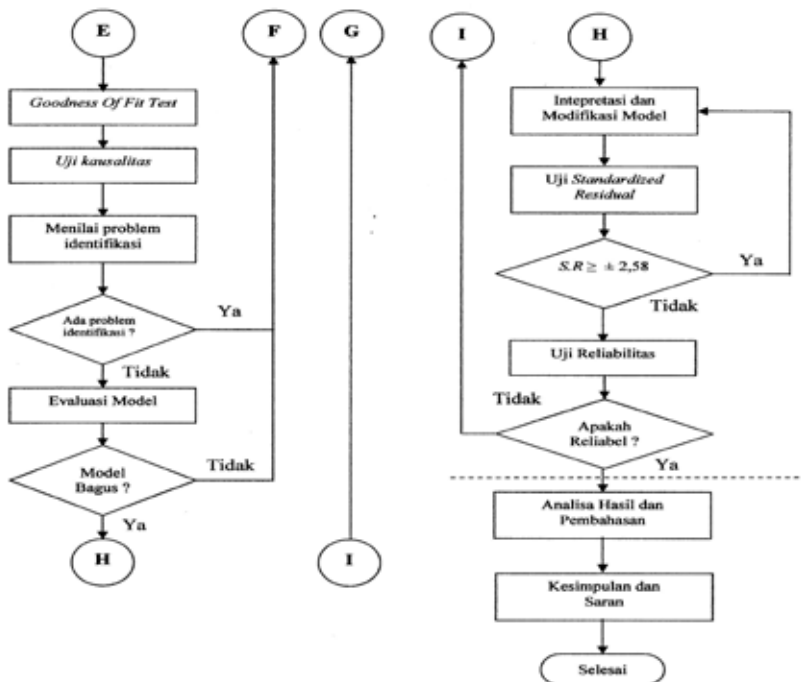 E
Goodness Of Fit Test
Uji kausalitas
Menilai problem
identifikasi
Ada problem
identifikasi ?
Ya
Tidak
Evaluasi Model
Model
Bagus ?
Tidak
Ya
H
F
G
I
I
H
Intepretasi dan
Modifikasi Model
Uji Standardized
Residual
S.R ≥ ± 2,58
Ya
Tidak
Uji Reliabilitas
Tidak
Apakah
Reliabel ?
Ya
Analisa Hasil dan
Pembahasan
Kesimpulan dan
Saran
Selesai